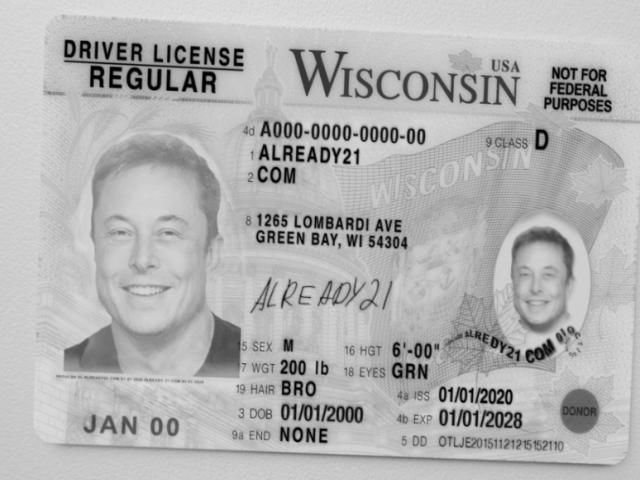 DRIVER LICENSE
REGULAR
WISCONSIN USA
NOT FOR
FEDERAL
PURPOSES
4d A000-0000-0000-00
9 CLASS D
1 ALREADY21
2 COM
WISCONSIN
8 1265 LOMBARDI AVE
GREEN BAY, WI 54304
ALREADY21
ALREADY21 COM
15 SEX M
16 HGT 6'-00"
17 WGT 200 lb
18 EYES GRN
19 HAIR BRO
4a ISS 01/01/2020
3 DOB 01/01/2000
4b EXP 01/01/2028
DONOR
JAN 00
9a END NONE
5 DD OTLJE20151121215152110